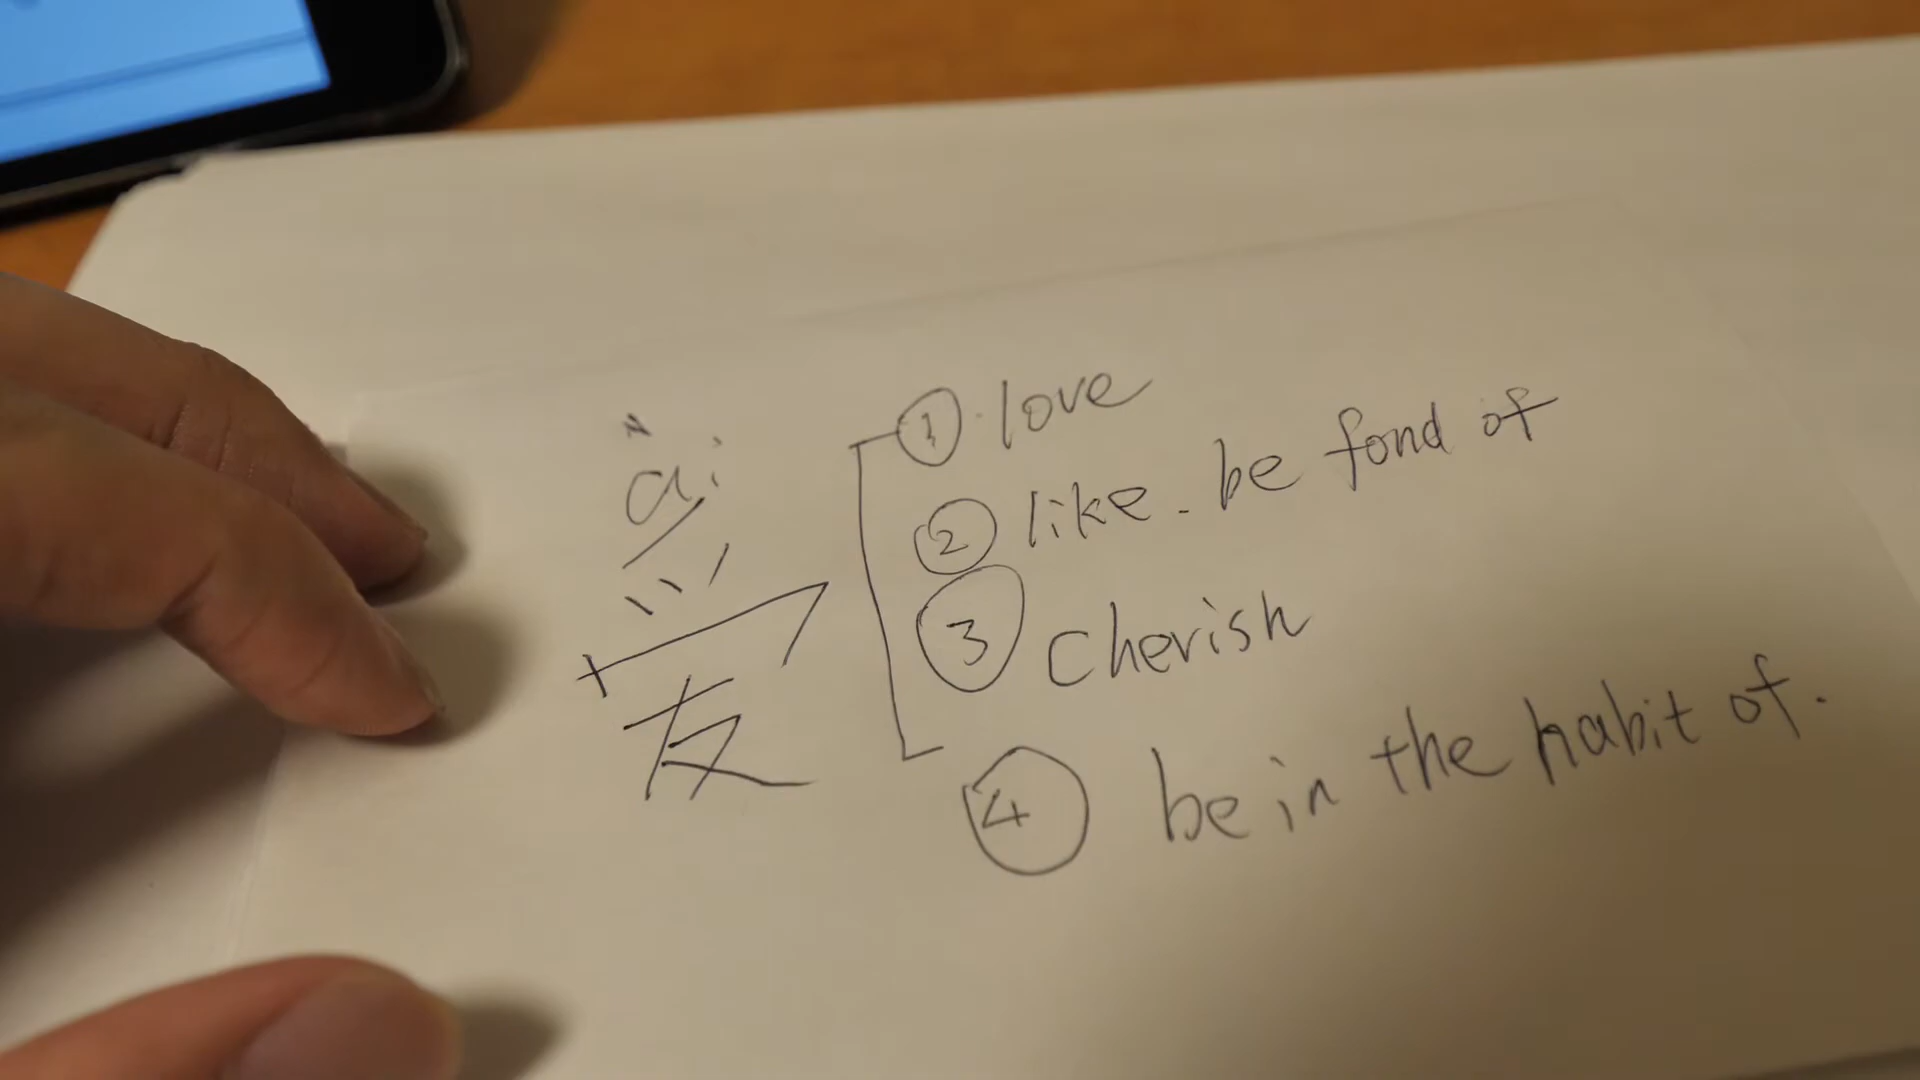 ài
爱
① love
② like. be fond of
③ Cherish
④ be in the habit of.